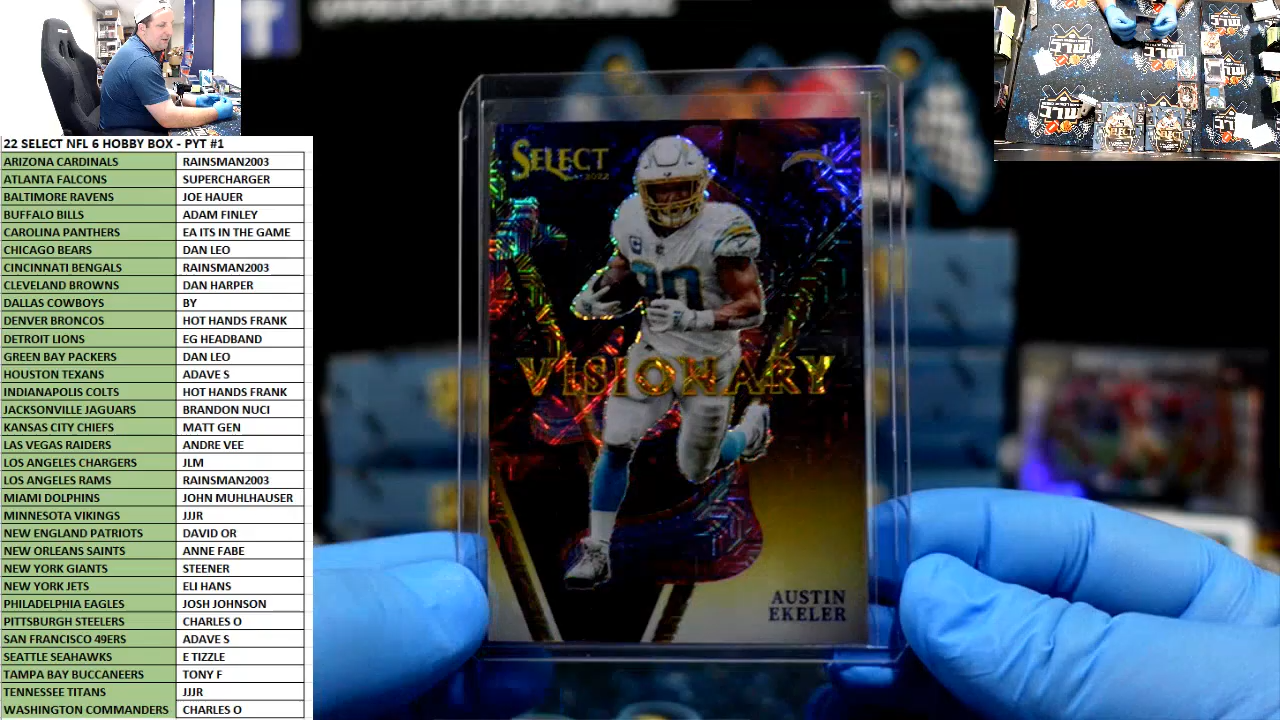 22 SELECT NFL 6 HOBBY BOX - PYT #1
ARIZONA CARDINALS RAINSMAN2003
ATLANTA FALCONS SUPERCHARGER
BALTIMORE RAVENS JOE HAUER
BUFFALO BILLS ADAM FINLEY
CAROLINA PANTHERS EA ITS IN THE GAME
CHICAGO BEARS DAN LEO
CINCINNATI BENGALS RAINSMAN2003
CLEVELAND BROWNS DAN HARPER
DALLAS COWBOYS BY
DENVER BRONCOS HOT HANDS FRANK
DETROIT LIONS EG HEADBAND
GREEN BAY PACKERS DAN LEO
HOUSTON TEXANS ADAVE S
INDIANAPOLIS COLTS HOT HANDS FRANK
JACKSONVILLE JAGUARS BRANDON NUCI
KANSAS CITY CHIEFS MATT GEN
LAS VEGAS RAIDERS ANDRE VEE
LOS ANGELES CHARGERS JLM
LOS ANGELES RAMS RAINSMAN2003
MIAMI DOLPHINS JOHN MUHLHAUSER
MINNESOTA VIKINGS JJJR
NEW ENGLAND PATRIOTS DAVID OR
NEW ORLEANS SAINTS ANNE FABE
NEW YORK GIANTS STEENER
NEW YORK JETS ELI HANS
PHILADELPHIA EAGLES JOSH JOHNSON
PITTSBURGH STEELERS CHARLES O
SAN FRANCISCO 49ERS ADAVE S
SEATTLE SEAHAWKS E TIZZLE
TAMPA BAY BUCCANEERS TONY F
TENNESSEE TITANS JJJR
WASHINGTON COMMANDERS CHARLES O
SELECT
2022
30
VISIONARY
AUSTIN
EKELER